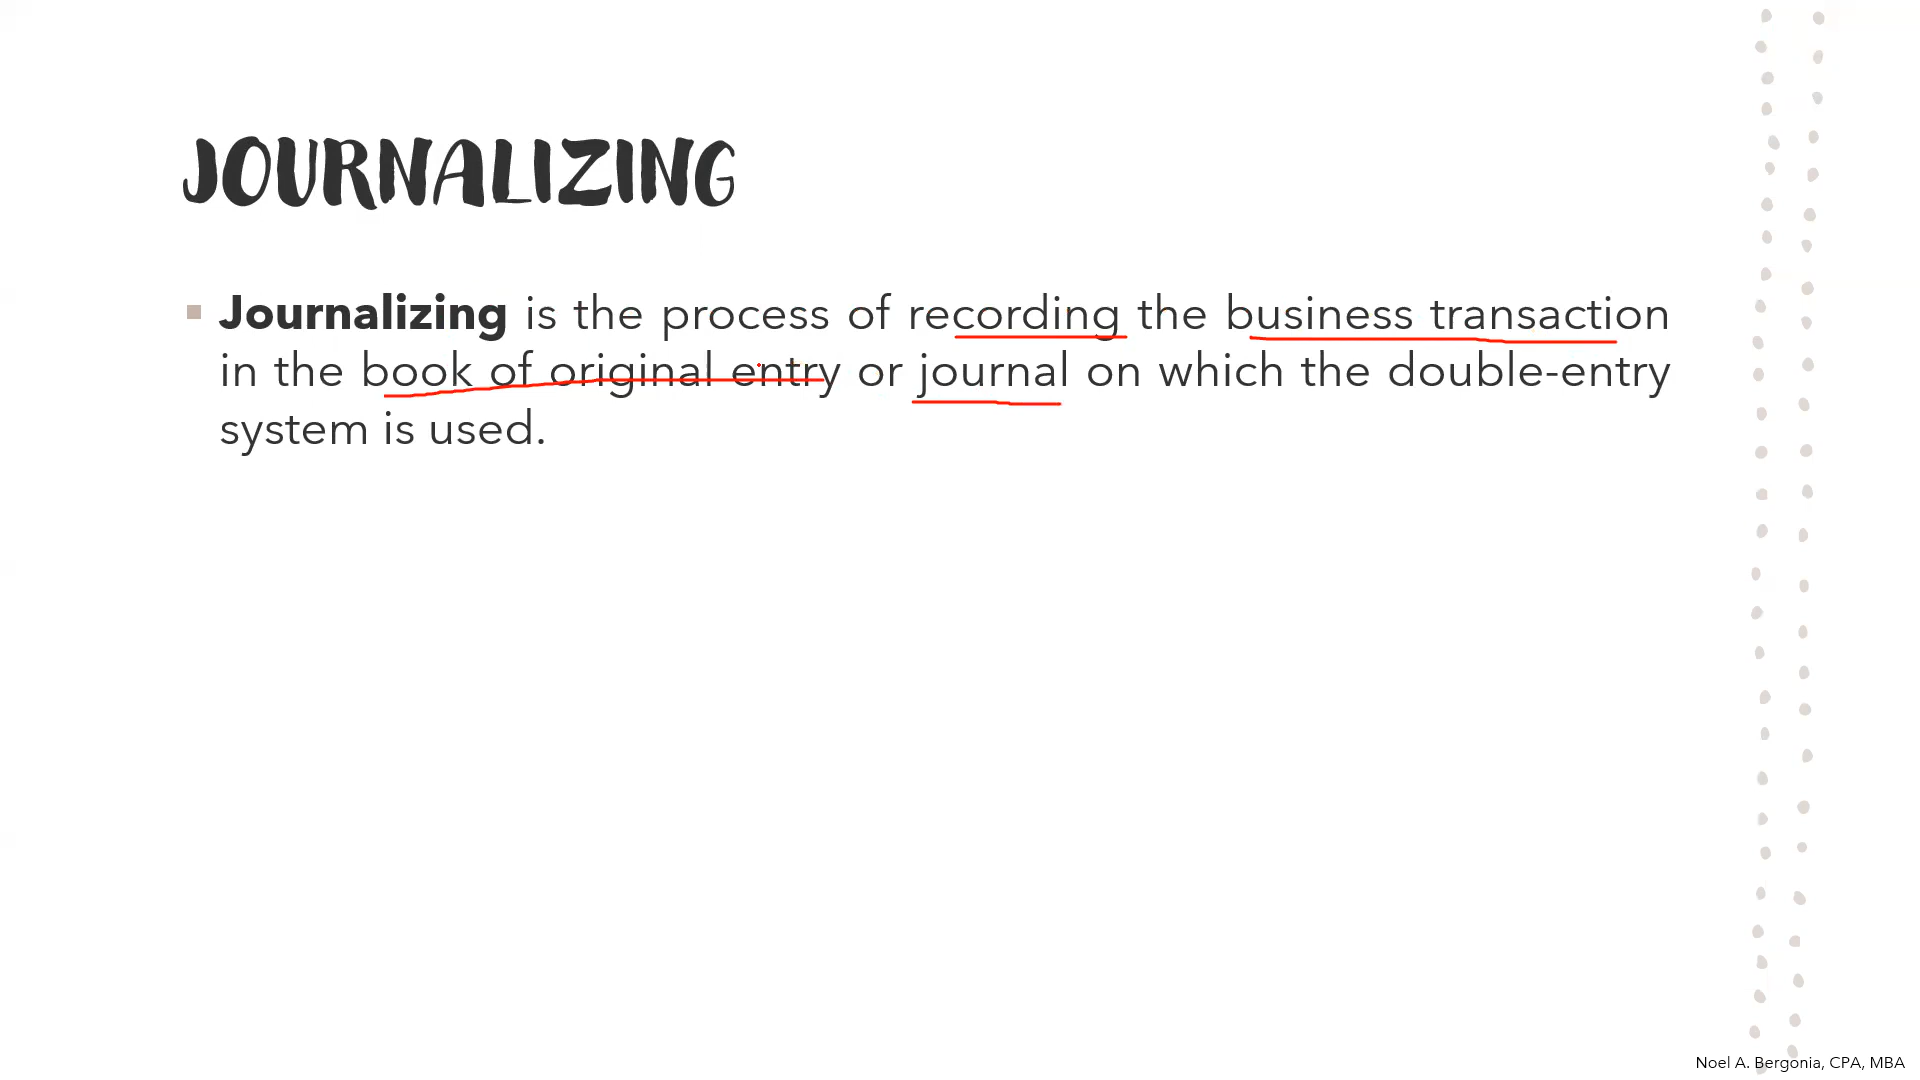 JOURNALIZING
Journalizing is the process of recording the business transaction
in the book of original entry or journal on which the double-entry
system is used.
Noel A. Bergonia, CPA, MBA